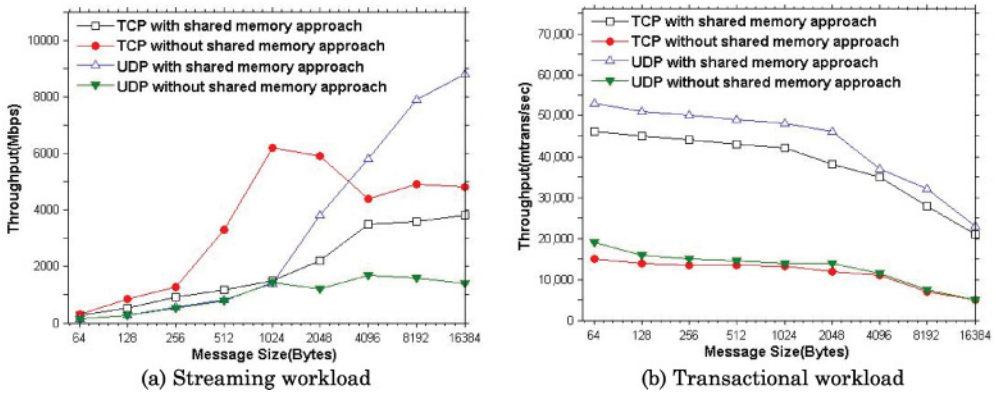 TCP with shared memory approach
TCP without shared memory approach
UDP with shared memory approach
UDP without shared memory approach
Throughput(Mbps)
10000
8000
6000
4000
2000
0
64 128 256 512 1024 2048 4096 8192 16384
Message Size(Bytes)
(a) Streaming workload
TCP with shared memory approach
TCP without shared memory approach
UDP with shared memory approach
UDP without shared memory approach
Throughput(mtrans/sec)
70,000
60,000
50,000
40,000
30,000
20,000
10,000
0
64 128 256 512 1024 2048 4096 8192 16384
Message Size(Bytes)
(b) Transactional workload